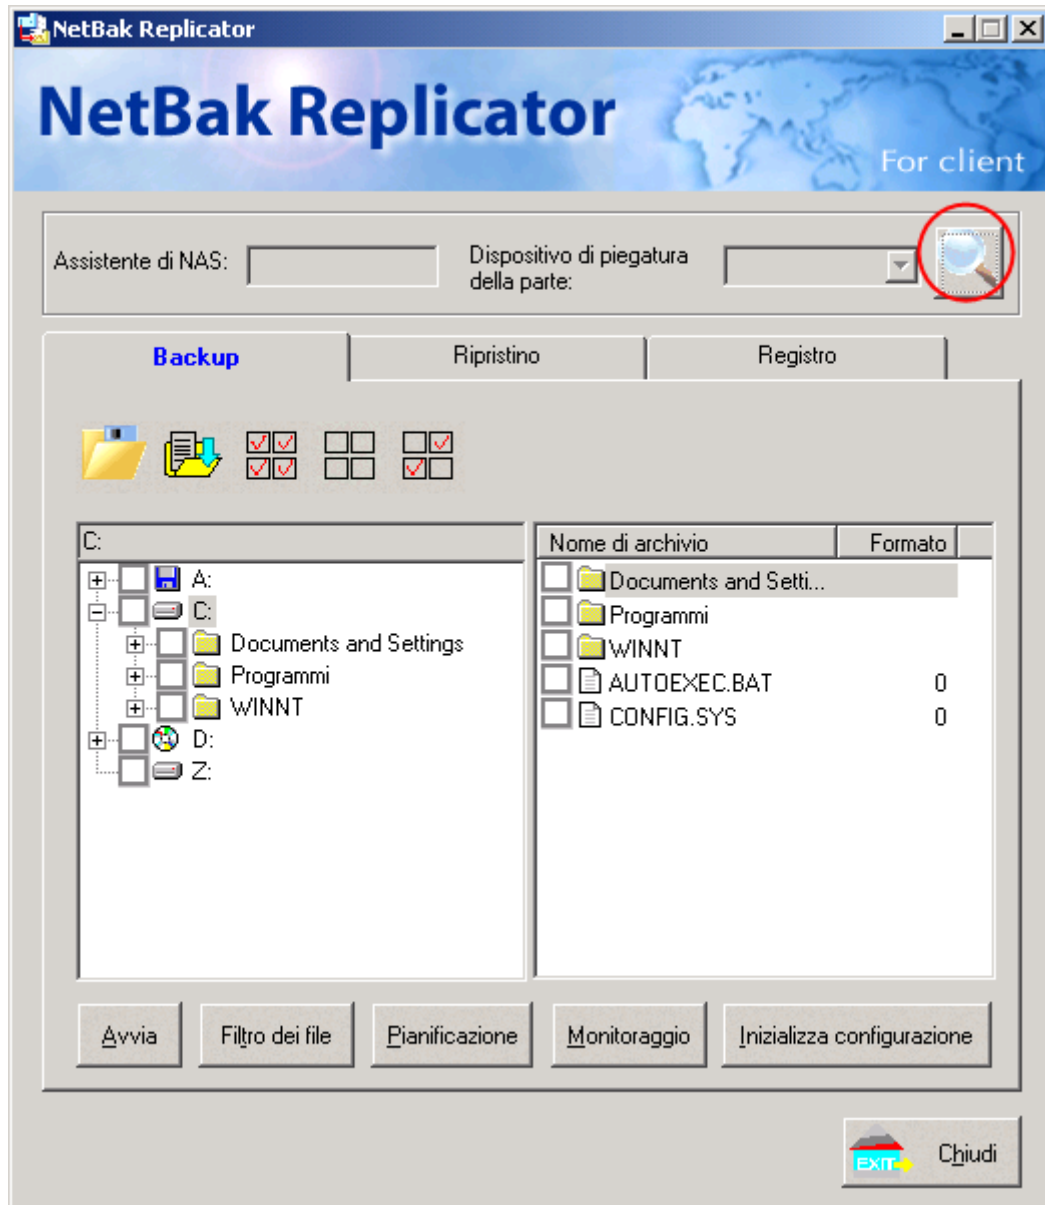 NetBak Replicator
NetBak Replicator
For client
Assistente di NAS:
Dispositivo di piegatura
della parte:
Backup
Ripristino
Registro
C:
A:
C:
Documents and Settings
Programmi
WINNT
D:
Z:
Nome di archivio Formato
Documents and Setti...
Programmi
WINNT
AUTOEXEC.BAT 0
CONFIG.SYS 0
Avvia
Filtro dei file
Pianificazione
Monitoraggio
Inizializza configurazione
EXIT
Chiudi